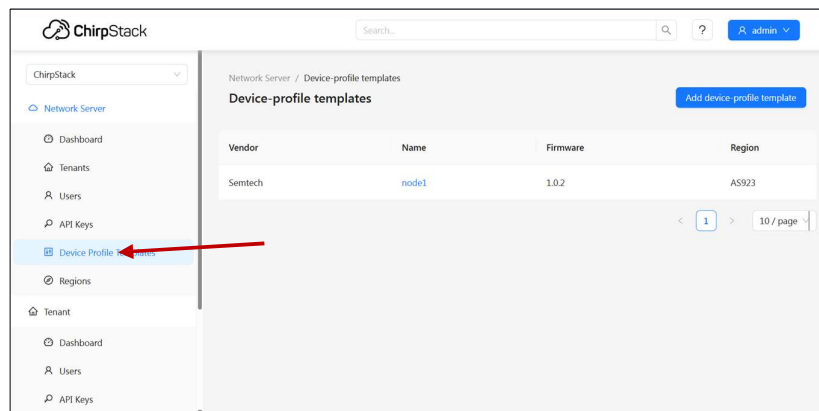 ChirpStack
Search..
?
admin
ChirpStack
Network Server
Dashboard
Tenants
Users
API Keys
Device Profile Templates
Regions
Tenant
Dashboard
Users
API Keys
Network Server / Device-profile templates
Device-profile templates
Add device-profile template
Vendor Name Firmware Region
Semtech node1 1.0.2 AS923
< 1 > 10 / page